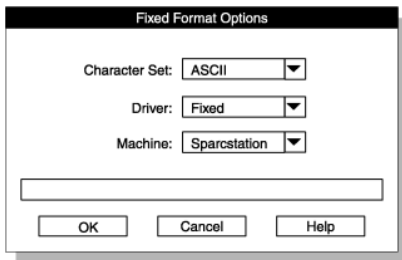 Fixed Format Options
Character Set: ASCII
Driver: Fixed
Machine: Sparcstation
OK Cancel Help